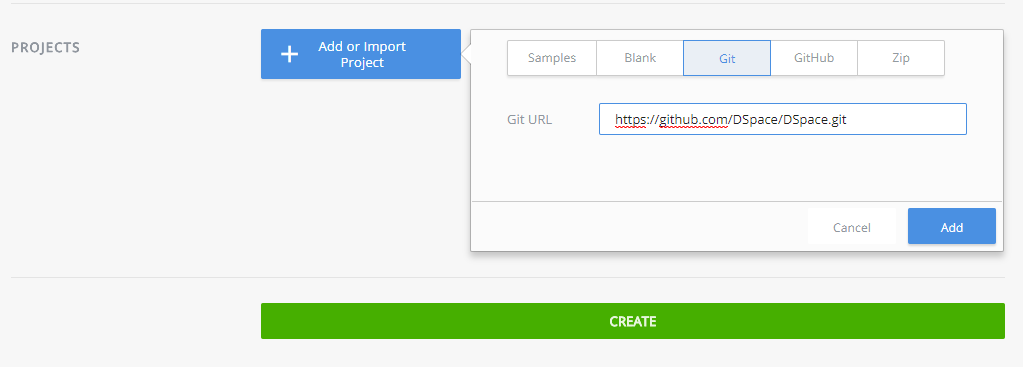 PROJECTS
Add or Import
Project
Samples
Blank
Git
GitHub
Zip
Git URL
https://github.com/DSpace/DSpace.git
Cancel
Add
CREATE